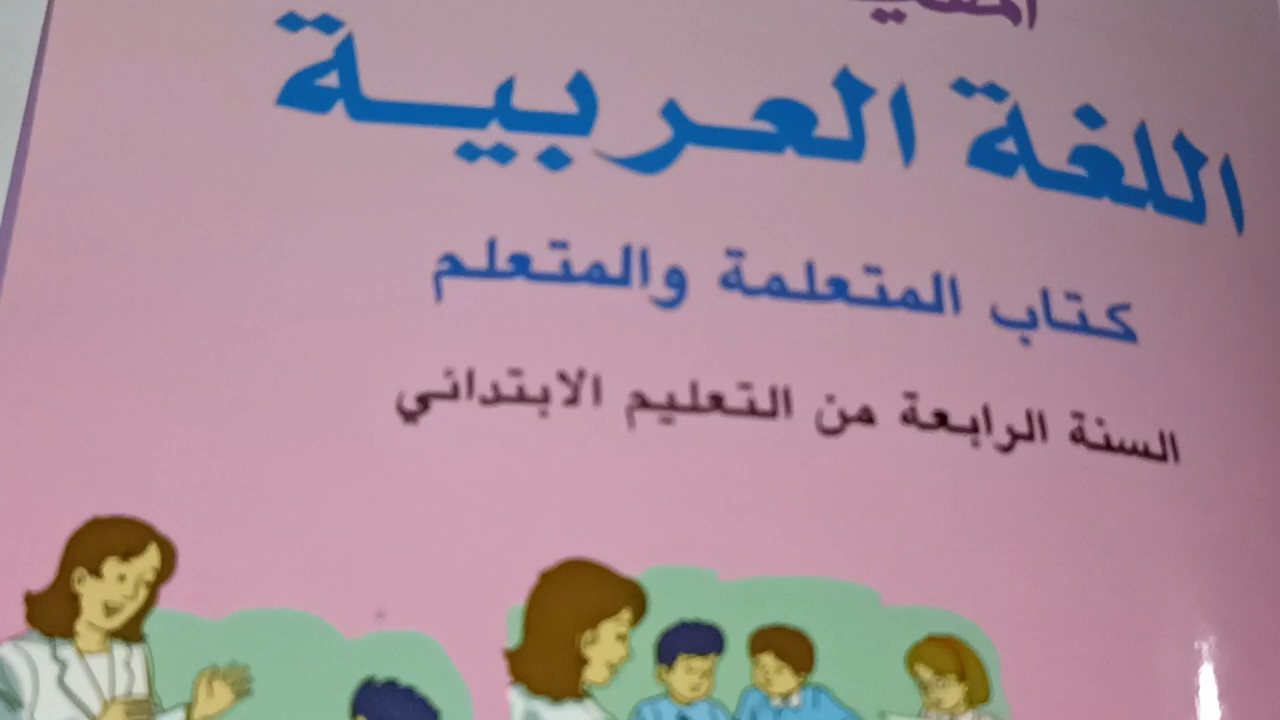 اللغة العربية
كتاب المتعلمة والمتعلم
السنة الرابعة من التعليم الابتدائي